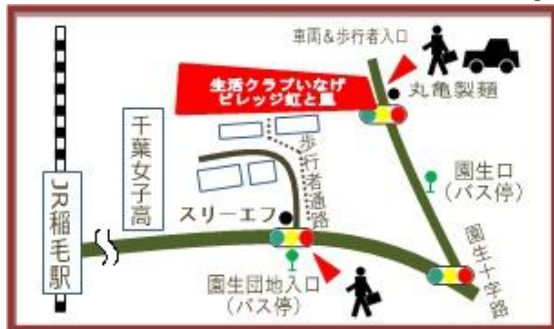 車両&歩行者入口
生活クラブいなげ
ビレッジ虹と風
丸亀製麺
千葉女子高
歩行者通路
園生口
(バス停)
スリーエフ
JR稲毛駅
園生団地入口
(バス停)
園生十字路